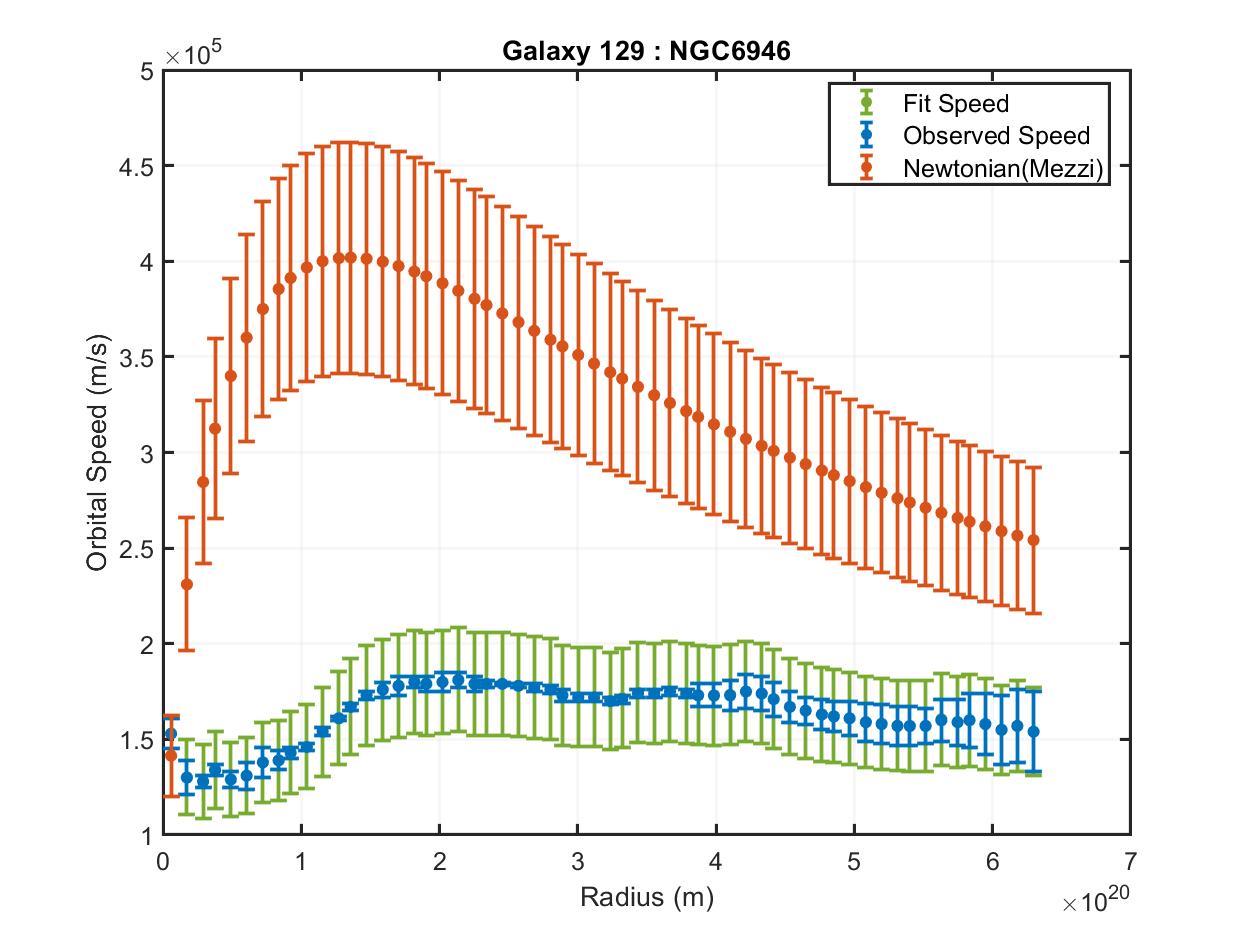 Galaxy 129 : NGC6946
×10^5
5
4.5
4
3.5
3
2.5
2
1.5
1
Orbital Speed (m/s)
Fit Speed
Observed Speed
Newtonian(Mezzi)
0 1 2 3 4 5 6 7
Radius (m)
×10^20